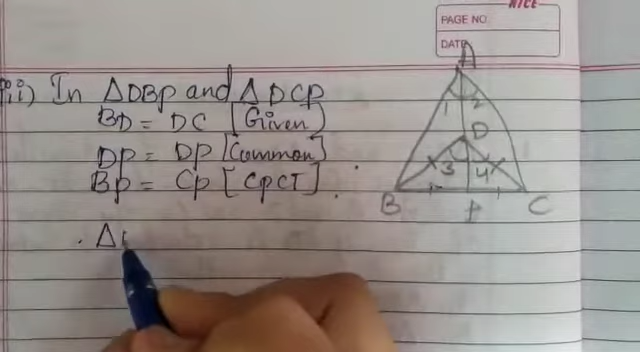 NICE
PAGE NO.
DATE
ii) In ΔDBP and ΔDCP
BD = DC [Given)
DP = DP [Common]
BP = CP [CPCT]
. Δ
A
1 2
D
3 4
B P C